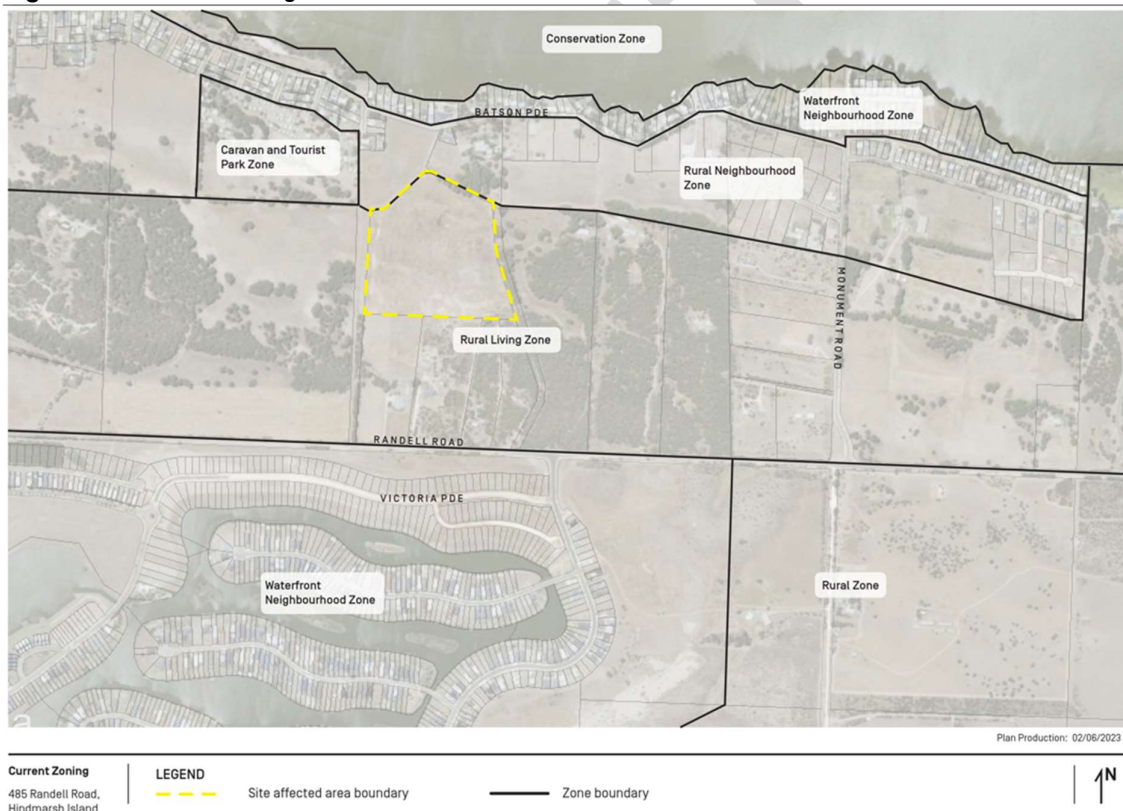 Conservation Zone
Waterfront
Neighbourhood Zone
BATSON PDE
Caravan and Tourist
Park Zone
Rural Neighbourhood
Zone
MONUMENT ROAD
Rural Living Zone
RANDELL ROAD
VICTORIA PDE
Waterfront
Neighbourhood Zone
Rural Zone
Plan Production: 02/06/2023
Current Zoning
485 Randell Road,
Hindmarsh Island
LEGEND
Site affected area boundary
Zone boundary
N